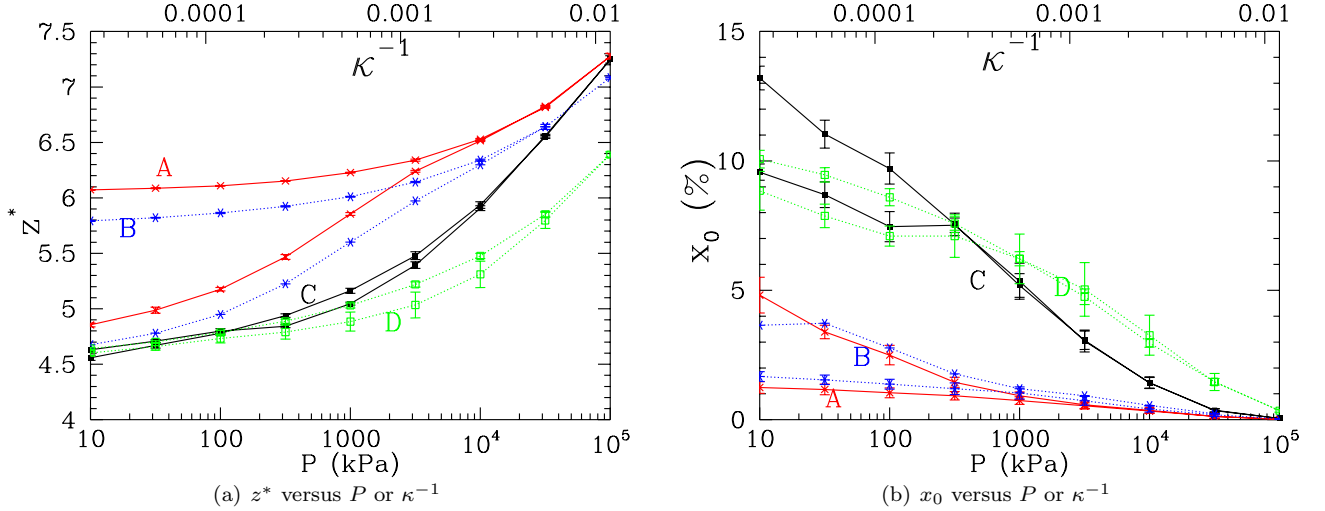 0.0001 0.001 0.01
κ⁻¹
7.5
7
6.5
6
5.5
5
4.5
4
z*
A
B
C
D
10 100 1000 10⁴ 10⁵
P (kPa)
(a) z* versus P or κ⁻¹
0.0001 0.001 0.01
κ⁻¹
15
10
5
0
x₀ (%)
C
D
B
A
10 100 1000 10⁴ 10⁵
P (kPa)
(b) x₀ versus P or κ⁻¹